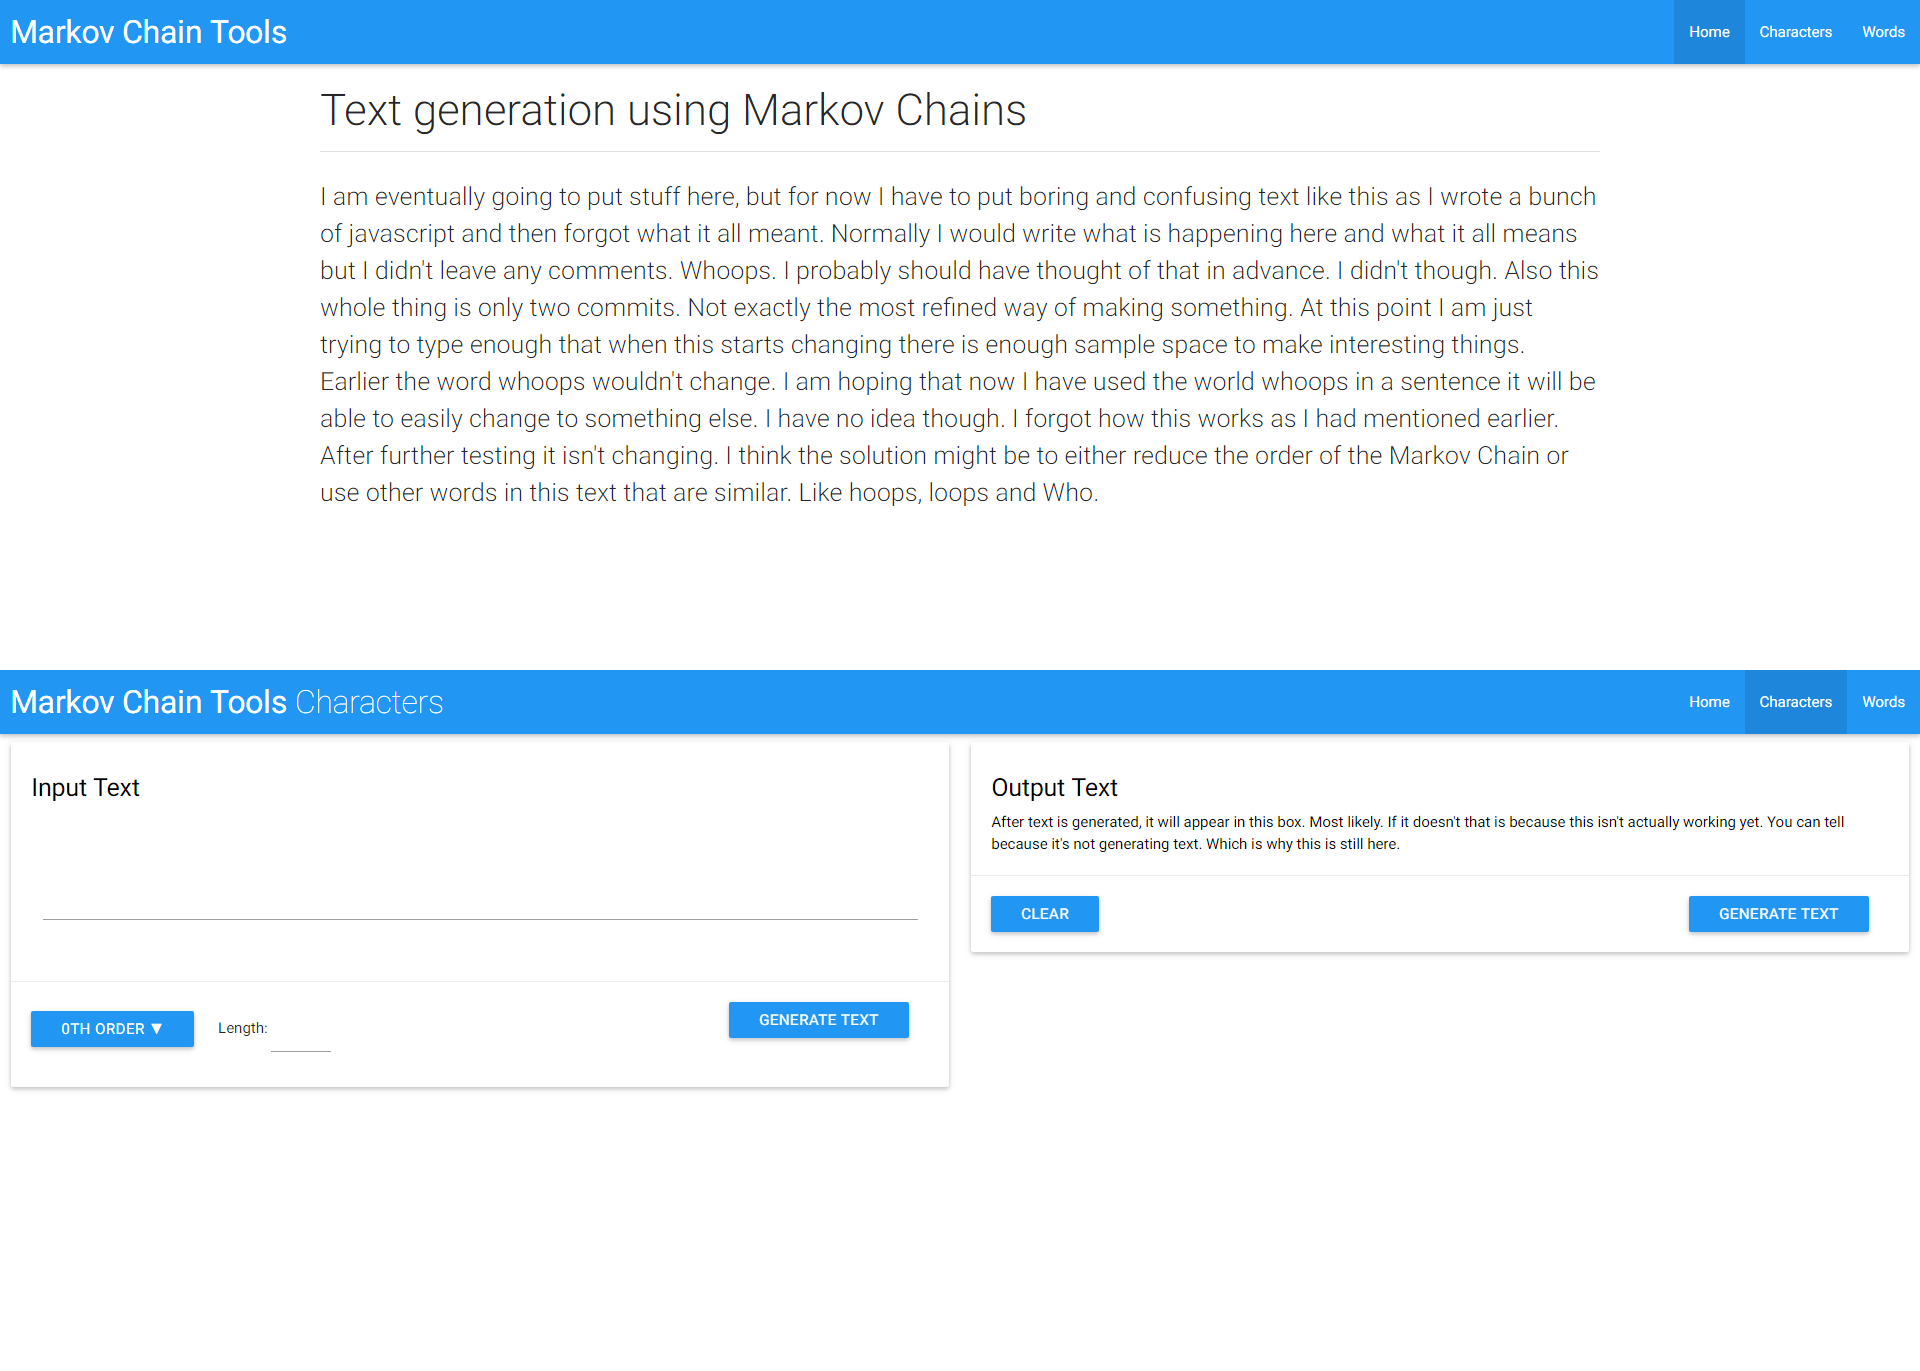 Markov Chain Tools
Home Characters Words
Text generation using Markov Chains
I am eventually going to put stuff here, but for now I have to put boring and confusing text like this as I wrote a bunch
of javascript and then forgot what it all meant. Normally I would write what is happening here and what it all means
but I didn't leave any comments. Whoops. I probably should have thought of that in advance. I didn't though. Also this
whole thing is only two commits. Not exactly the most refined way of making something. At this point I am just
trying to type enough that when this starts changing there is enough sample space to make interesting things.
Earlier the word whoops wouldn't change. I am hoping that now I have used the world whoops in a sentence it will be
able to easily change to something else. I have no idea though. I forgot how this works as I had mentioned earlier.
After further testing it isn't changing. I think the solution might be to either reduce the order of the Markov Chain or
use other words in this text that are similar. Like hoops, loops and Who.
Markov Chain Tools Characters
Home Characters Words
Input Text
0TH ORDER ▼
Length:
GENERATE TEXT
Output Text
After text is generated, it will appear in this box. Most likely. If it doesn't that is because this isn't actually working yet. You can tell
because it's not generating text. Which is why this is still here.
CLEAR
GENERATE TEXT